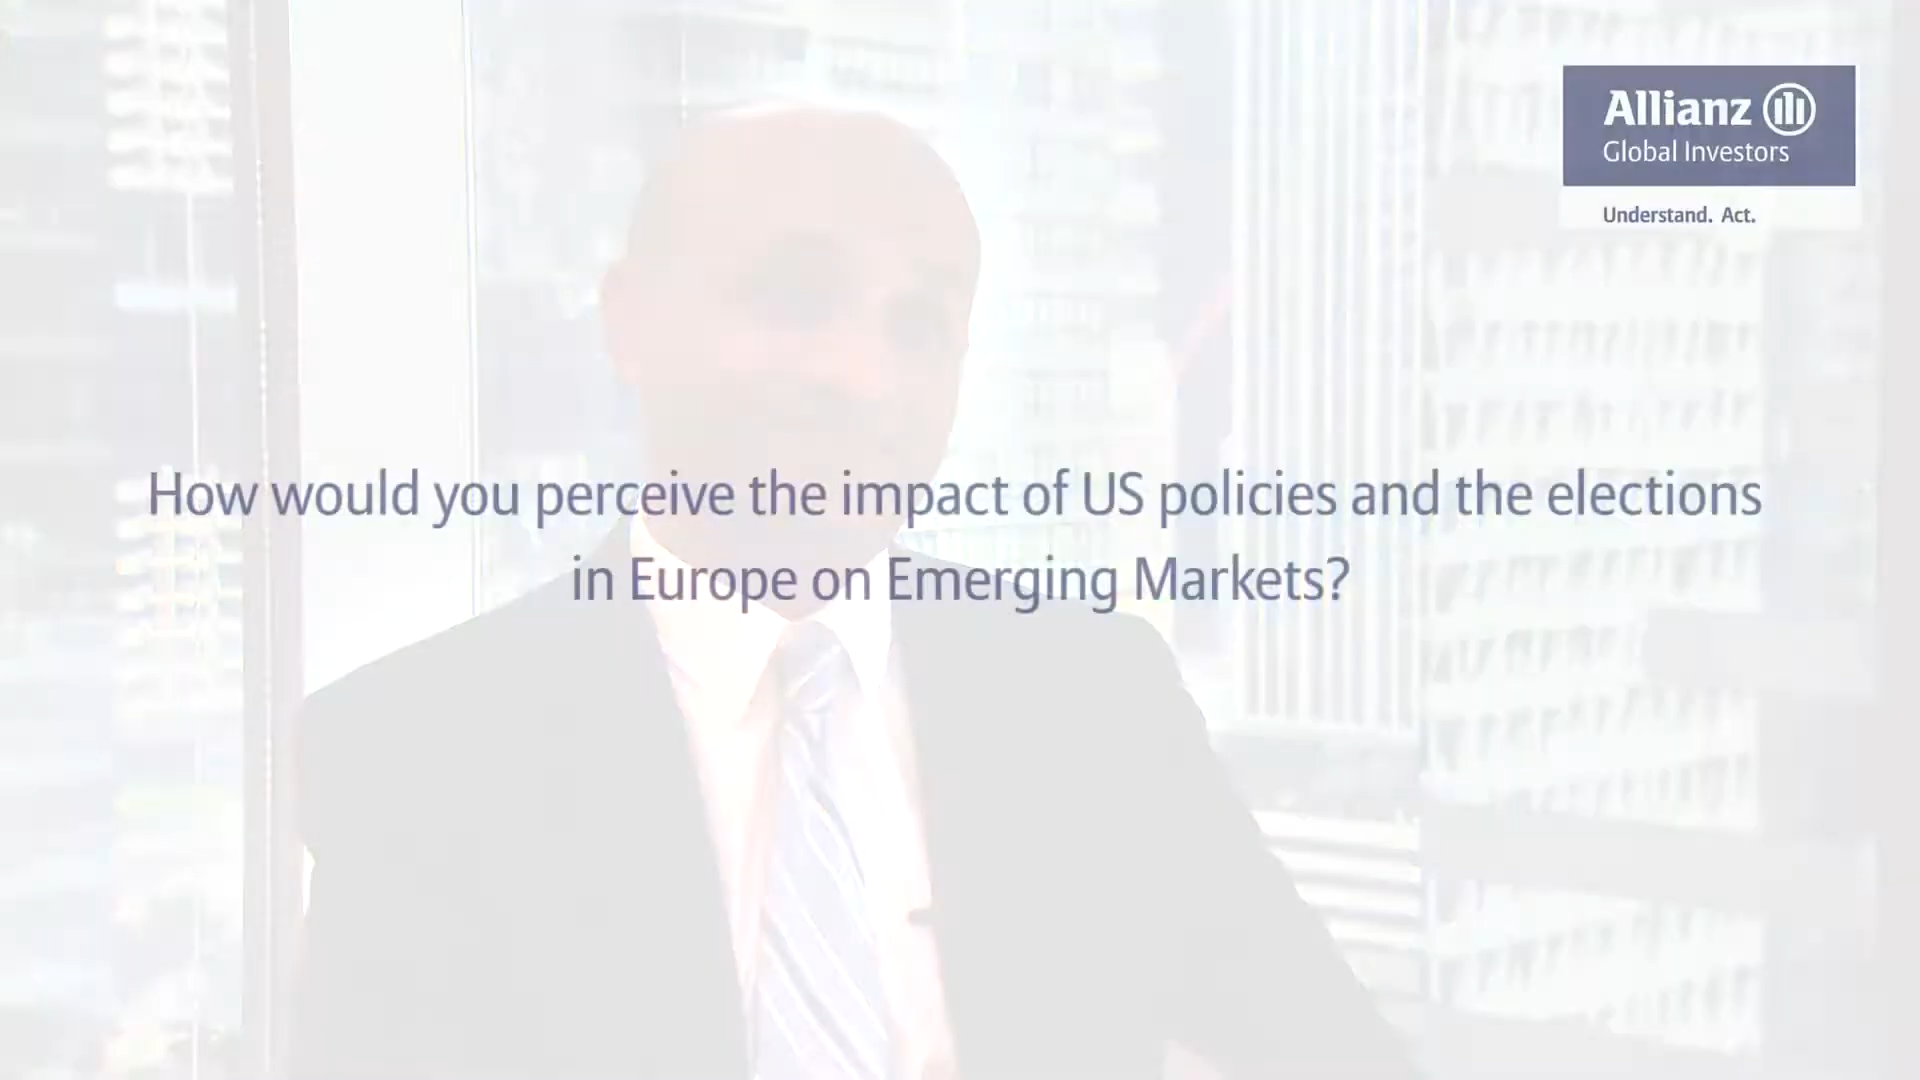 Allianz
Global Investors
Understand. Act.
How would you perceive the impact of US policies and the elections
in Europe on Emerging Markets?